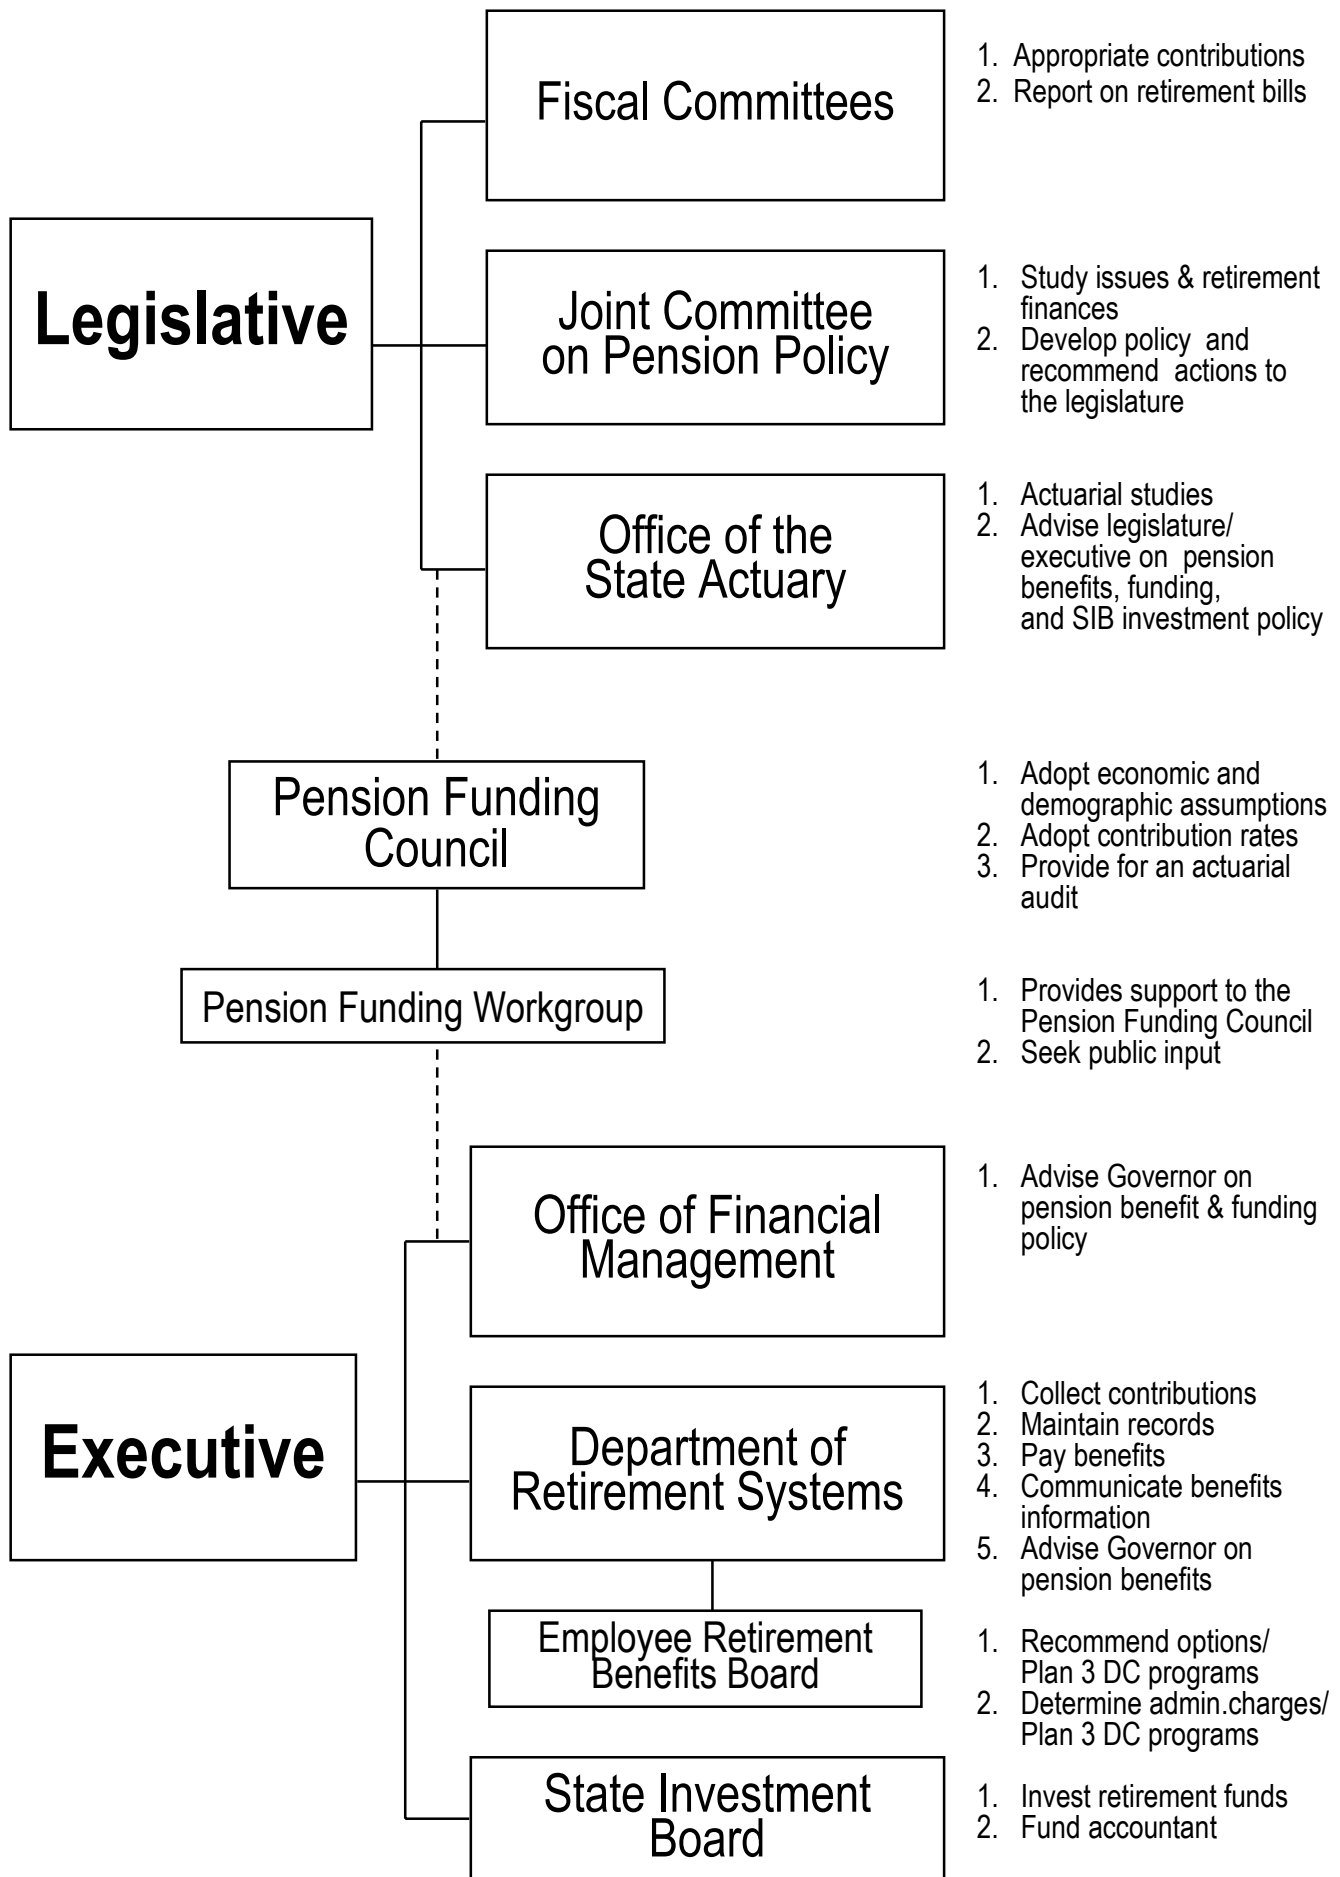 Fiscal Committees
1. Appropriate contributions
2. Report on retirement bills
Legislative
Joint Committee
on Pension Policy
1. Study issues & retirement
finances
2. Develop policy and
recommend actions to
the legislature
Office of the
State Actuary
1. Actuarial studies
2. Advise legislature/
executive on pension
benefits, funding,
and SIB investment policy
Pension Funding
Council
1. Adopt economic and
demographic assumptions
2. Adopt contribution rates
3. Provide for an actuarial
audit
Pension Funding Workgroup
1. Provides support to the
Pension Funding Council
2. Seek public input
Office of Financial
Management
1. Advise Governor on
pension benefit & funding
policy
Executive
Department of
Retirement Systems
1. Collect contributions
2. Maintain records
3. Pay benefits
4. Communicate benefits
information
5. Advise Governor on
pension benefits
Employee Retirement
Benefits Board
1. Recommend options/
Plan 3 DC programs
2. Determine admin.charges/
Plan 3 DC programs
State Investment
Board
1. Invest retirement funds
2. Fund accountant